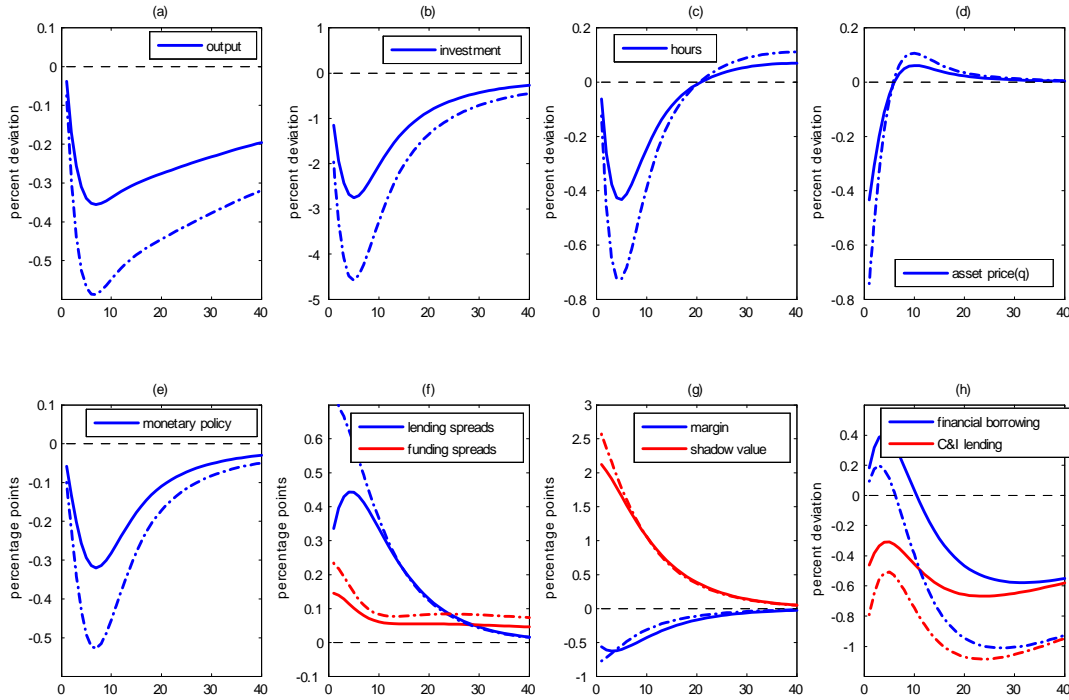 (a)
output
percent deviation
0.1
0
-0.1
-0.2
-0.3
-0.4
-0.5
0 10 20 30 40
(b)
investment
percent deviation
1
0
-1
-2
-3
-4
-5
0 10 20 30 40
(c)
hours
percent deviation
0.2
0
-0.2
-0.4
-0.6
-0.8
0 10 20 30 40
(d)
asset price(q)
percent deviation
0.2
0
-0.2
-0.4
-0.6
-0.8
0 10 20 30 40
(e)
monetary policy
percentage points
0.1
0
-0.1
-0.2
-0.3
-0.4
-0.5
0 10 20 30 40
(f)
lending spreads
funding spreads
percentage points
0.6
0.5
0.4
0.3
0.2
0.1
0
-0.1
0 10 20 30 40
(g)
margin
shadow value
percentage points
3
2.5
2
1.5
1
0.5
0
-0.5
-1
0 10 20 30 40
(h)
financial borrowing
C&I lending
percent deviation
0.4
0.2
0
-0.2
-0.4
-0.6
-0.8
-1
0 10 20 30 40